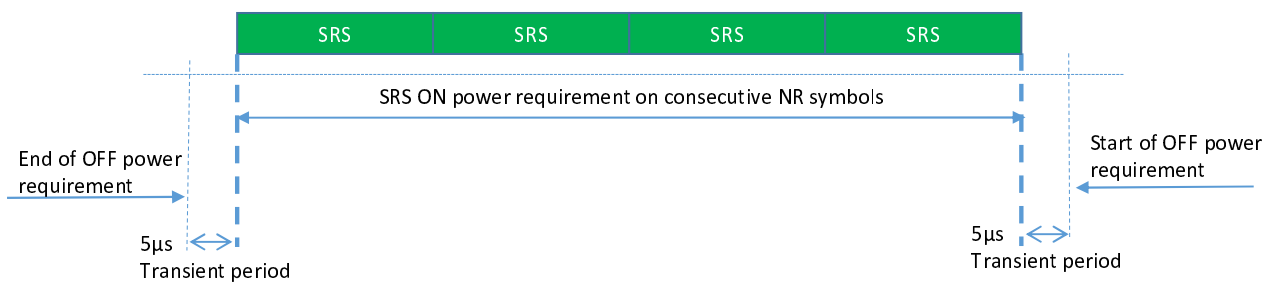 SRS SRS SRS SRS
SRS ON power requirement on consecutive NR symbols
End of OFF power
requirement
Start of OFF power
requirement
5µs
Transient period
5µs
Transient period